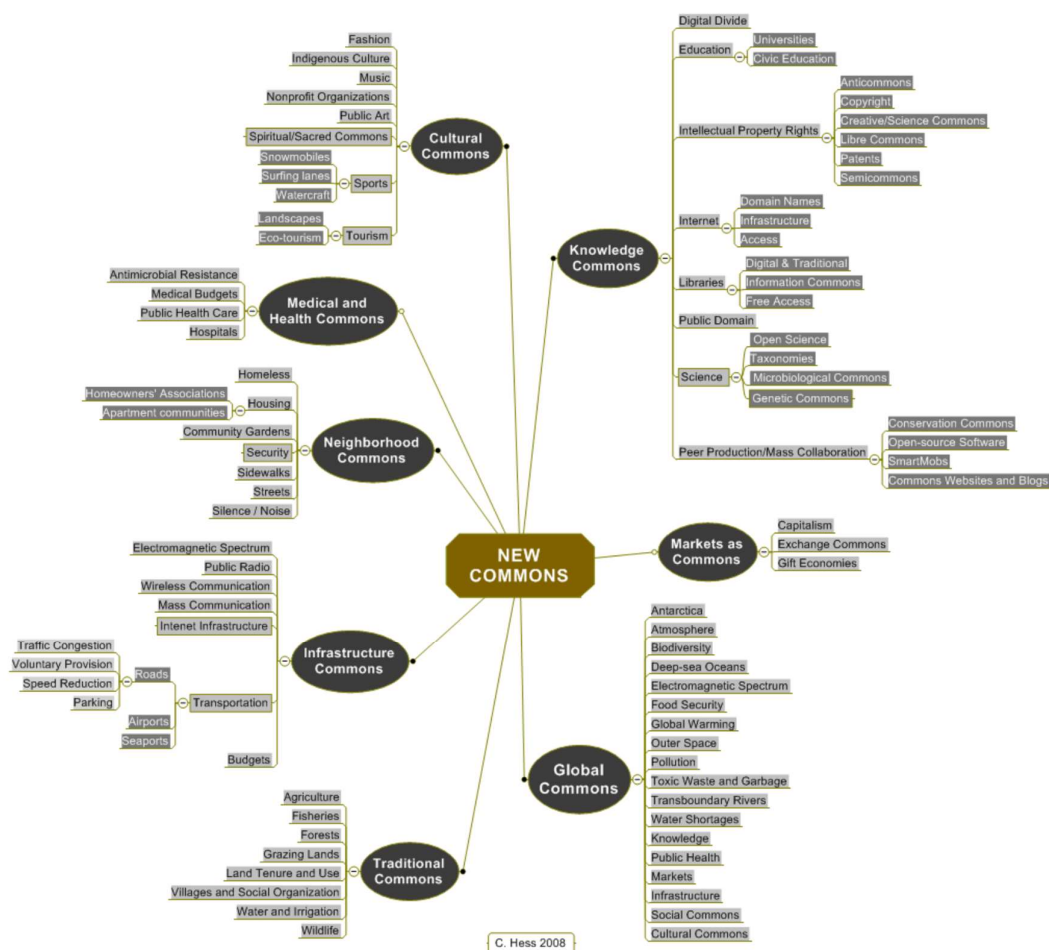 Fashion
Indigenous Culture
Music
Nonprofit Organizations
Public Art
Spiritual/Sacred Commons
Snowmobiles
Surfing lanes
Watercraft
Sports
Landscapes
Eco-tourism
Tourism
Cultural
Commons
Antimicrobial Resistance
Medical Budgets
Public Health Care
Hospitals
Medical and
Health Commons
Homeless
Homeowners' Associations
Apartment communities
Housing
Community Gardens
Security
Sidewalks
Streets
Silence / Noise
Neighborhood
Commons
Electromagnetic Spectrum
Public Radio
Wireless Communication
Mass Communication
Intenet Infrastructure
Traffic Congestion
Voluntary Provision
Speed Reduction
Parking
Roads
Airports
Seaports
Transportation
Budgets
Infrastructure
Commons
Agriculture
Fisheries
Forests
Grazing Lands
Land Tenure and Use
Villages and Social Organization
Water and Irrigation
Wildlife
Traditional
Commons
NEW
COMMONS
Knowledge
Commons
Digital Divide
Education
Universities
Civic Education
Intellectual Property Rights
Anticommons
Copyright
Creative/Science Commons
Libre Commons
Patents
Semicommons
Internet
Domain Names
Infrastructure
Access
Libraries
Digital & Traditional
Information Commons
Free Access
Public Domain
Science
Open Science
Taxonomies
Microbiological Commons
Genetic Commons
Peer Production/Mass Collaboration
Conservation Commons
Open-source Software
SmartMobs
Commons Websites and Blogs
Markets as
Commons
Capitalism
Exchange Commons
Gift Economies
Global
Commons
Antarctica
Atmosphere
Biodiversity
Deep-sea Oceans
Electromagnetic Spectrum
Food Security
Global Warming
Outer Space
Pollution
Toxic Waste and Garbage
Transboundary Rivers
Water Shortages
Knowledge
Public Health
Markets
Infrastructure
Social Commons
Cultural Commons
C. Hess 2008